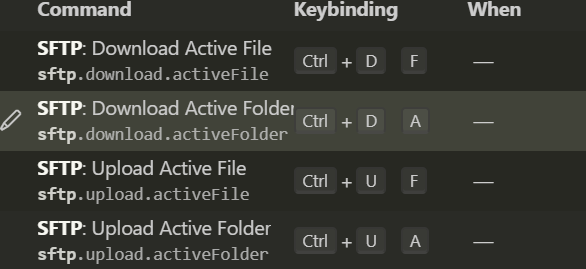 Command Keybinding When
SFTP: Download Active File
sftp.download.activeFile
Ctrl + D F —
SFTP: Download Active Folder
sftp.download.activeFolder
Ctrl + D A —
SFTP: Upload Active File
sftp.upload.activeFile
Ctrl + U F —
SFTP: Upload Active Folder
sftp.upload.activeFolder
Ctrl + U A —